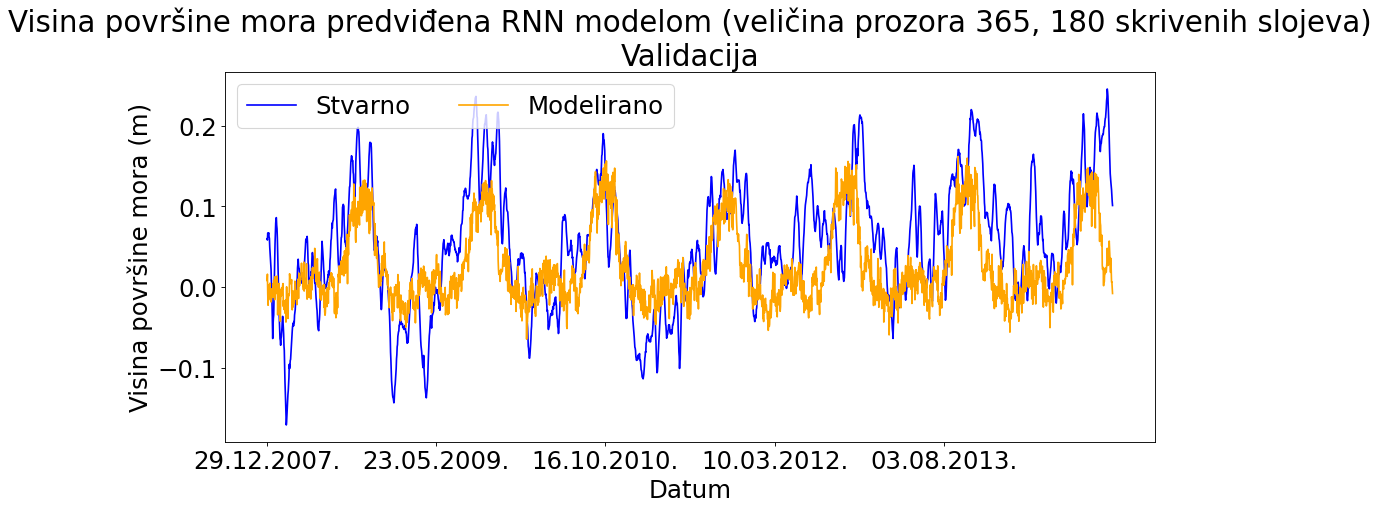 Visina površine mora predviđena RNN modelom (veličina prozora 365, 180 skrivenih slojeva)
Validacija
Stvarno Modelirano
Visina površine mora (m)
0.2
0.1
0.0
−0.1
29.12.2007. 23.05.2009. 16.10.2010. 10.03.2012. 03.08.2013.
Datum